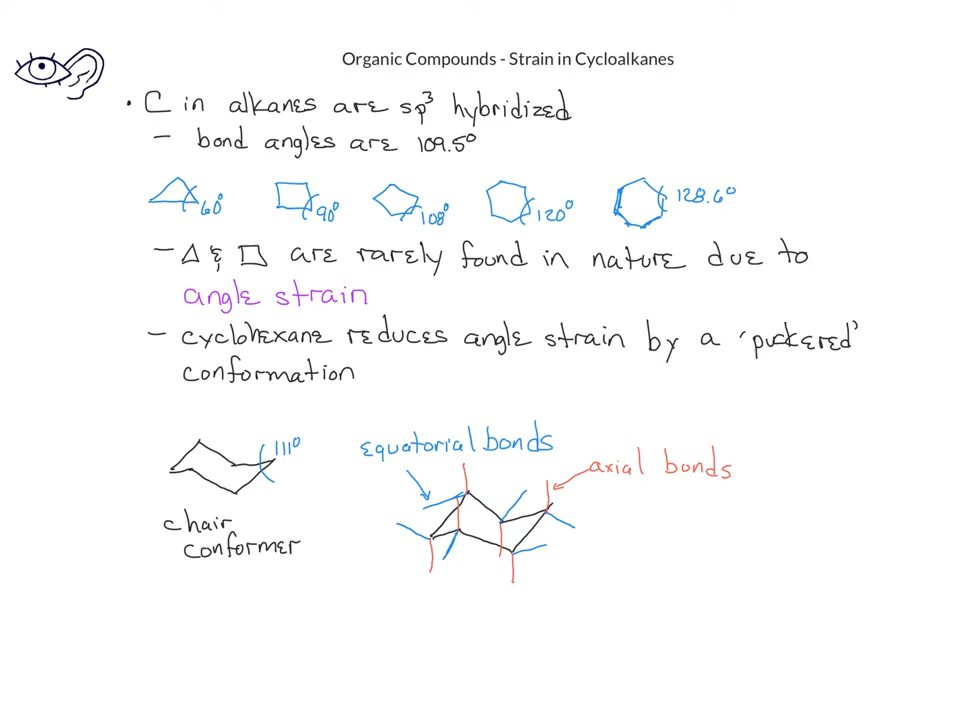 Organic Compounds - Strain in Cycloalkanes
• C in alkanes are sp³ hybridized
– bond angles are 109.5°
60° 90° 108° 120° 128.6°
– △ & □ are rarely found in nature due to
angle strain
– cyclohexane reduces angle strain by a 'puckered'
conformation
111°
equatorial bonds
axial bonds
chair
conformer